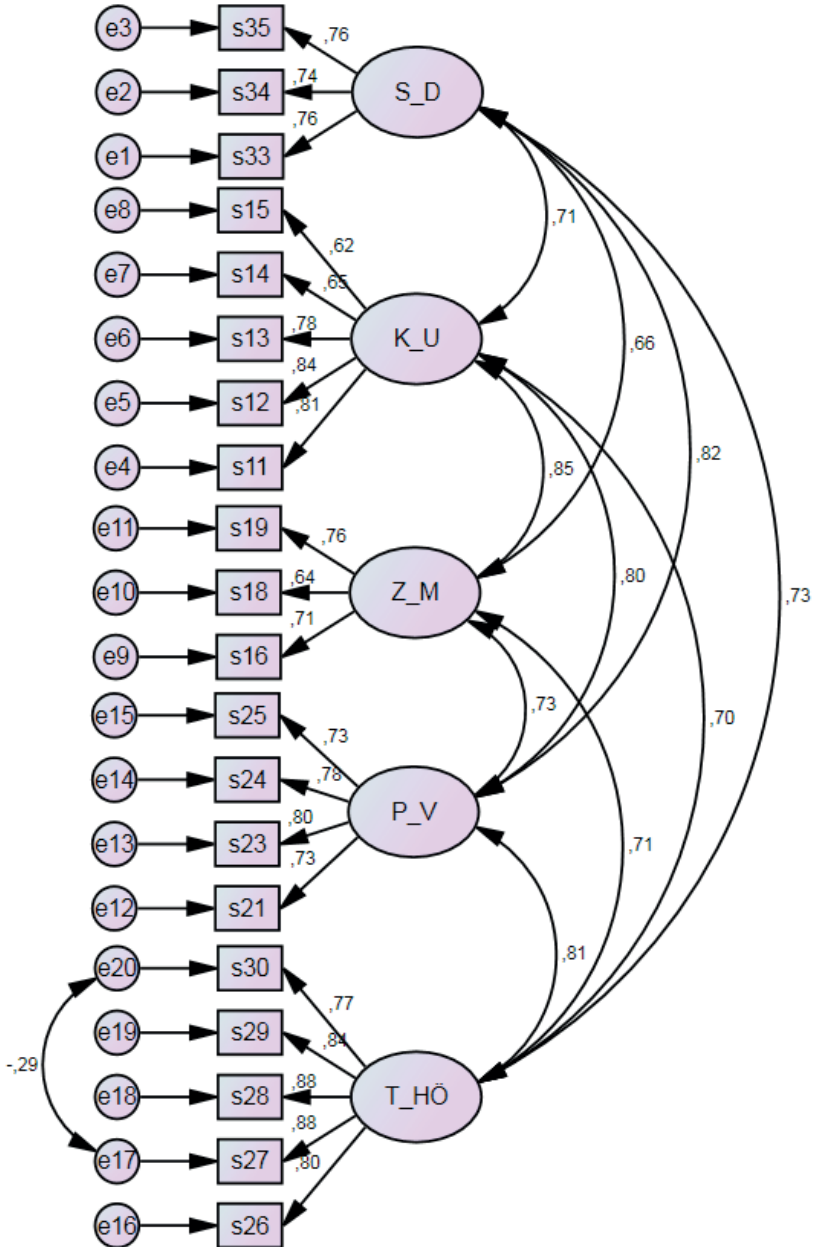 e3 s35 ,76
e2 s34 ,74 S_D
e1 s33 ,76
e8 s15 ,62 ,71
e7 s14 ,65
e6 s13 ,78 K_U ,66
e5 s12 ,84
,81
e4 s11 ,85 ,82
e11 s19 ,76
e10 s18 ,64 Z_M ,80 ,73
e9 s16 ,71
e15 s25 ,73 ,73 ,70
e14 s24 ,78
e13 s23 ,80 P_V ,71
e12 s21 ,73
e20 s30 ,77 ,81
e19 s29 ,84
-,29
e18 s28 ,88 T_HÖ
e17 s27 ,88
,80
e16 s26